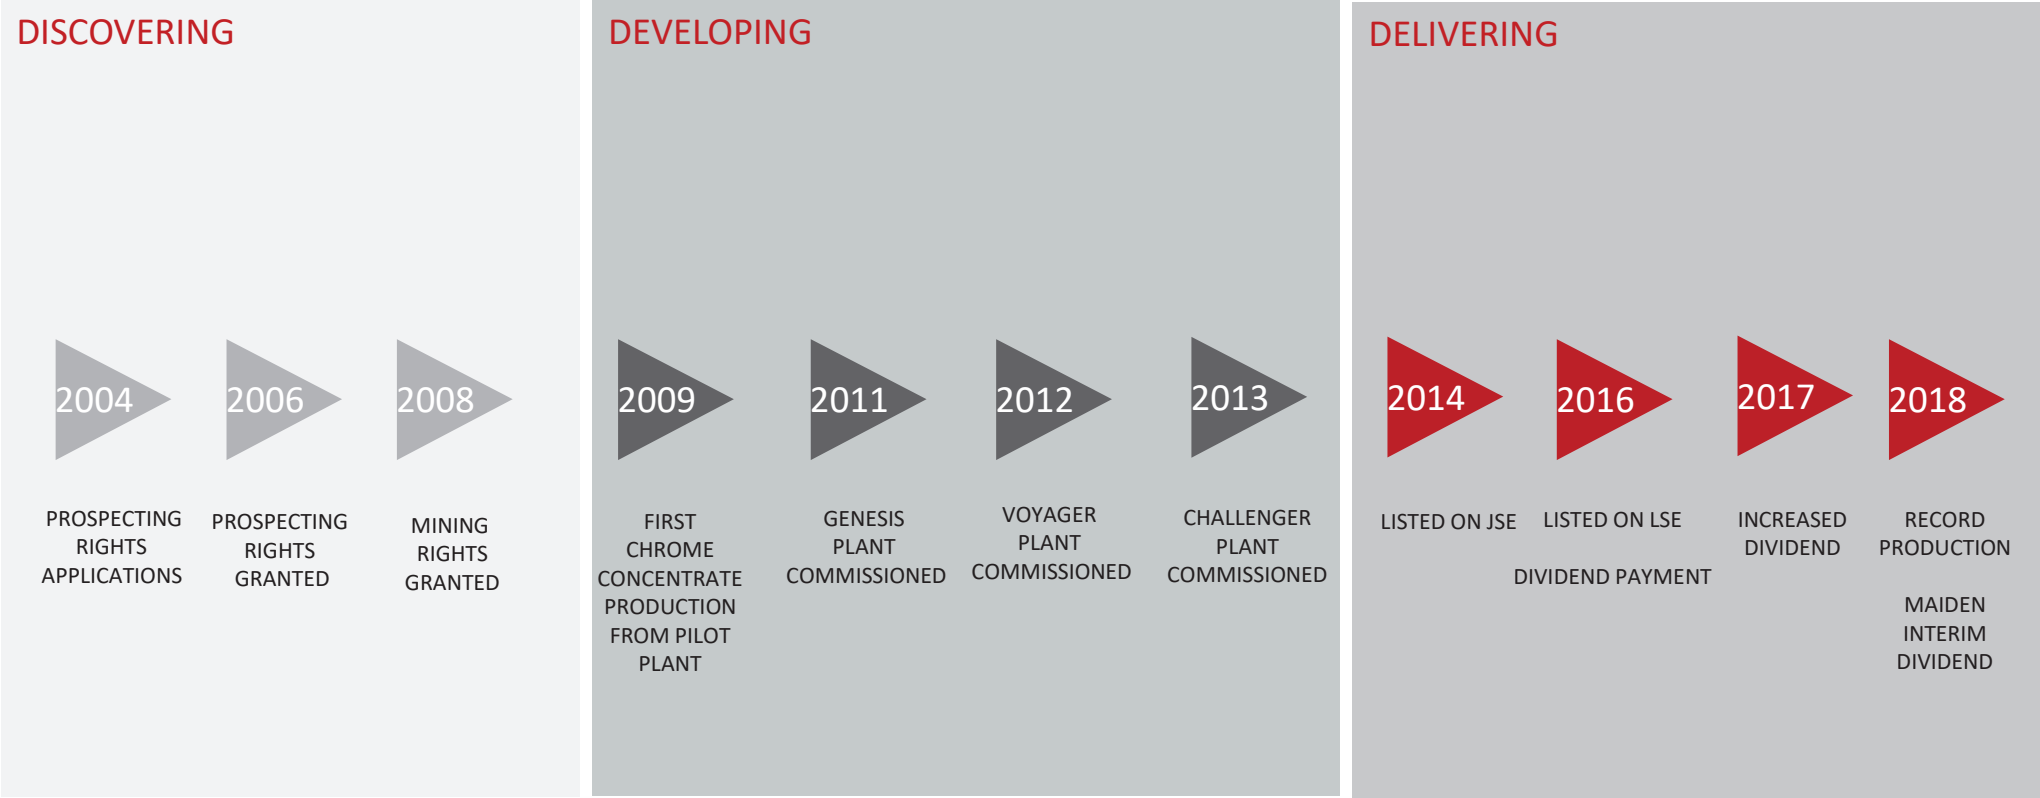 DISCOVERING
2004
PROSPECTING
RIGHTS
APPLICATIONS
2006
PROSPECTING
RIGHTS
GRANTED
2008
MINING
RIGHTS
GRANTED
DEVELOPING
2009
FIRST
CHROME
CONCENTRATE
PRODUCTION
FROM PILOT
PLANT
2011
GENESIS
PLANT
COMMISSIONED
2012
VOYAGER
PLANT
COMMISSIONED
2013
CHALLENGER
PLANT
COMMISSIONED
DELIVERING
2014
LISTED ON JSE
2016
LISTED ON LSE
DIVIDEND PAYMENT
2017
INCREASED
DIVIDEND
2018
RECORD
PRODUCTION
MAIDEN
INTERIM
DIVIDEND